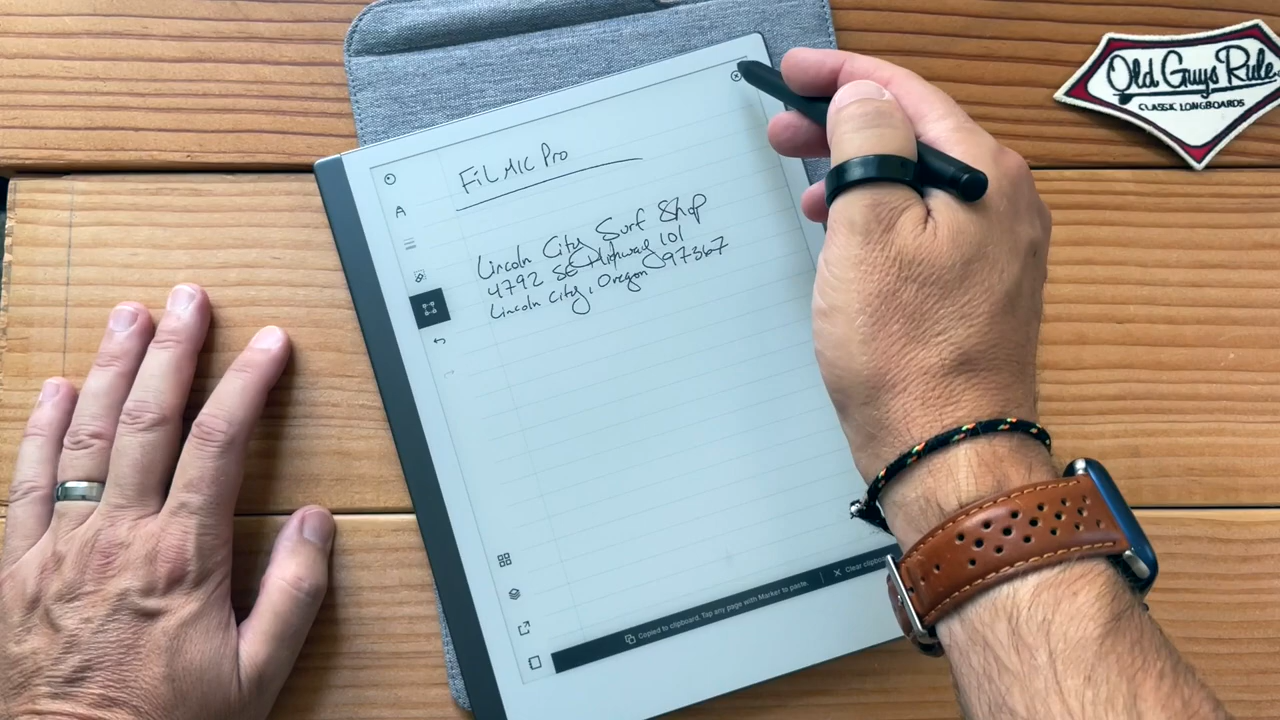 FiLMIC Pro
Lincoln City Surf Shop
4792 SE Highway 101
Lincoln City, Oregon 97367
Copied to clipboard. Tap any page with Marker to paste.
Clear
Old Guys Rule
CLASSIC LONGBOARDS